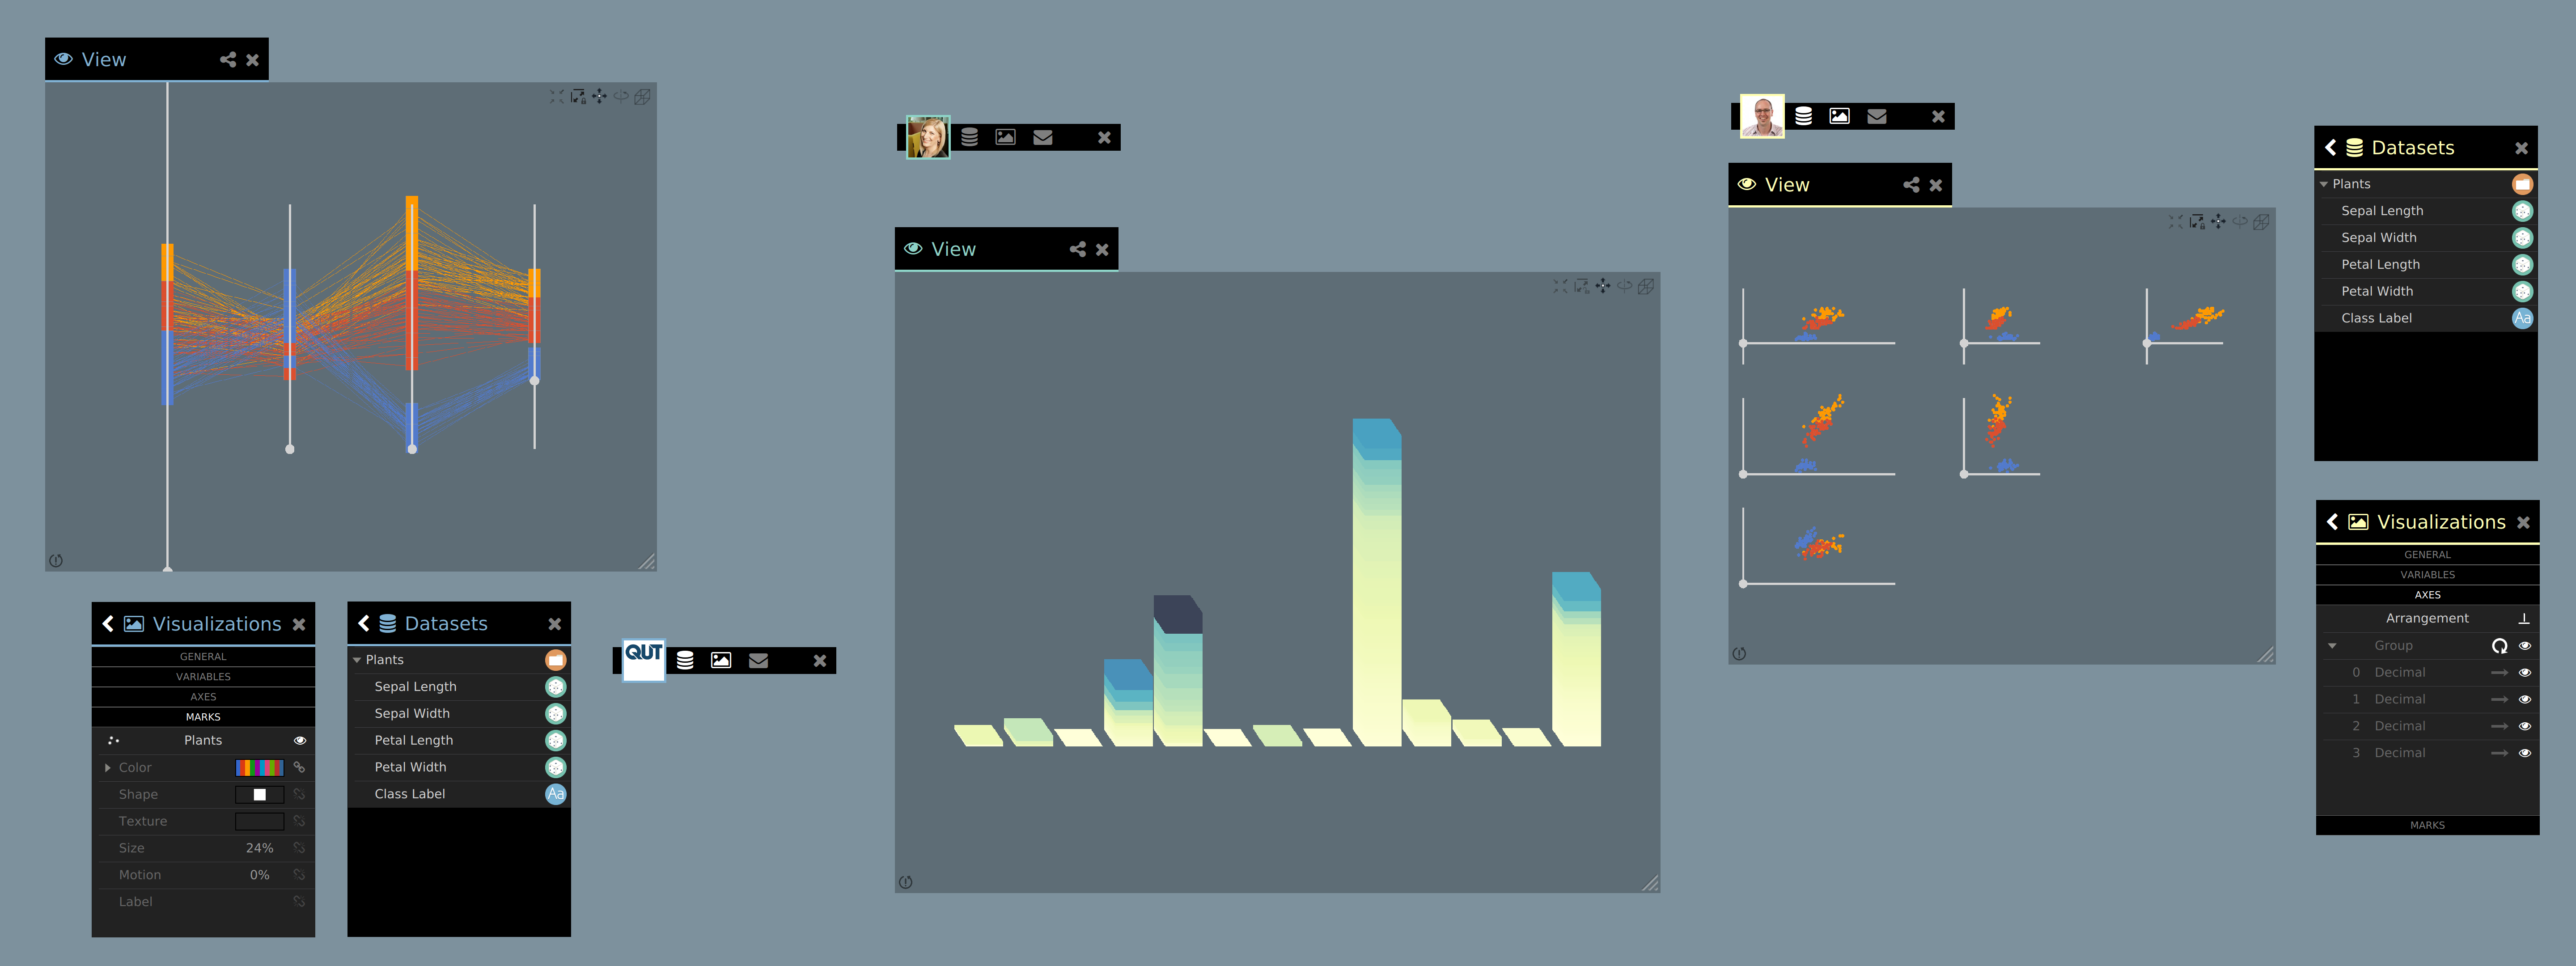 View
Visualizations
GENERAL
VARIABLES
AXES
MARKS
Plants
Color
Shape
Texture
Size 24%
Motion 0%
Label
Datasets
Plants
Sepal Length
Sepal Width
Petal Length
Petal Width
Class Label
Aa
QUT
View
View
Datasets
Plants
Sepal Length
Sepal Width
Petal Length
Petal Width
Class Label
Aa
Visualizations
GENERAL
VARIABLES
AXES
Arrangement
Group
0 Decimal
1 Decimal
2 Decimal
3 Decimal
MARKS